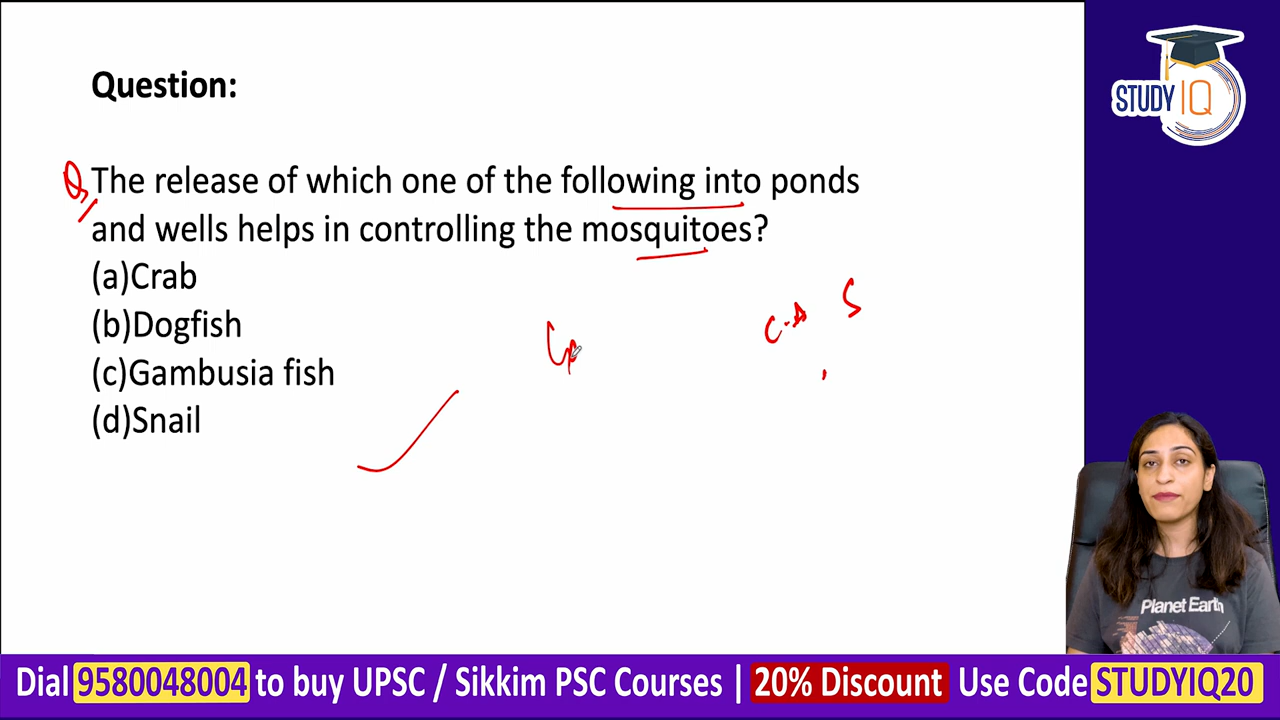 Question:
STUDY IQ
Q, The release of which one of the following into ponds
and wells helps in controlling the mosquitoes?
(a)Crab
(b)Dogfish
(c)Gambusia fish
(d)Snail
S
Planet Earth
Dial 9580048004 to buy UPSC / Sikkim PSC Courses | 20% Discount Use Code STUDYIQ20